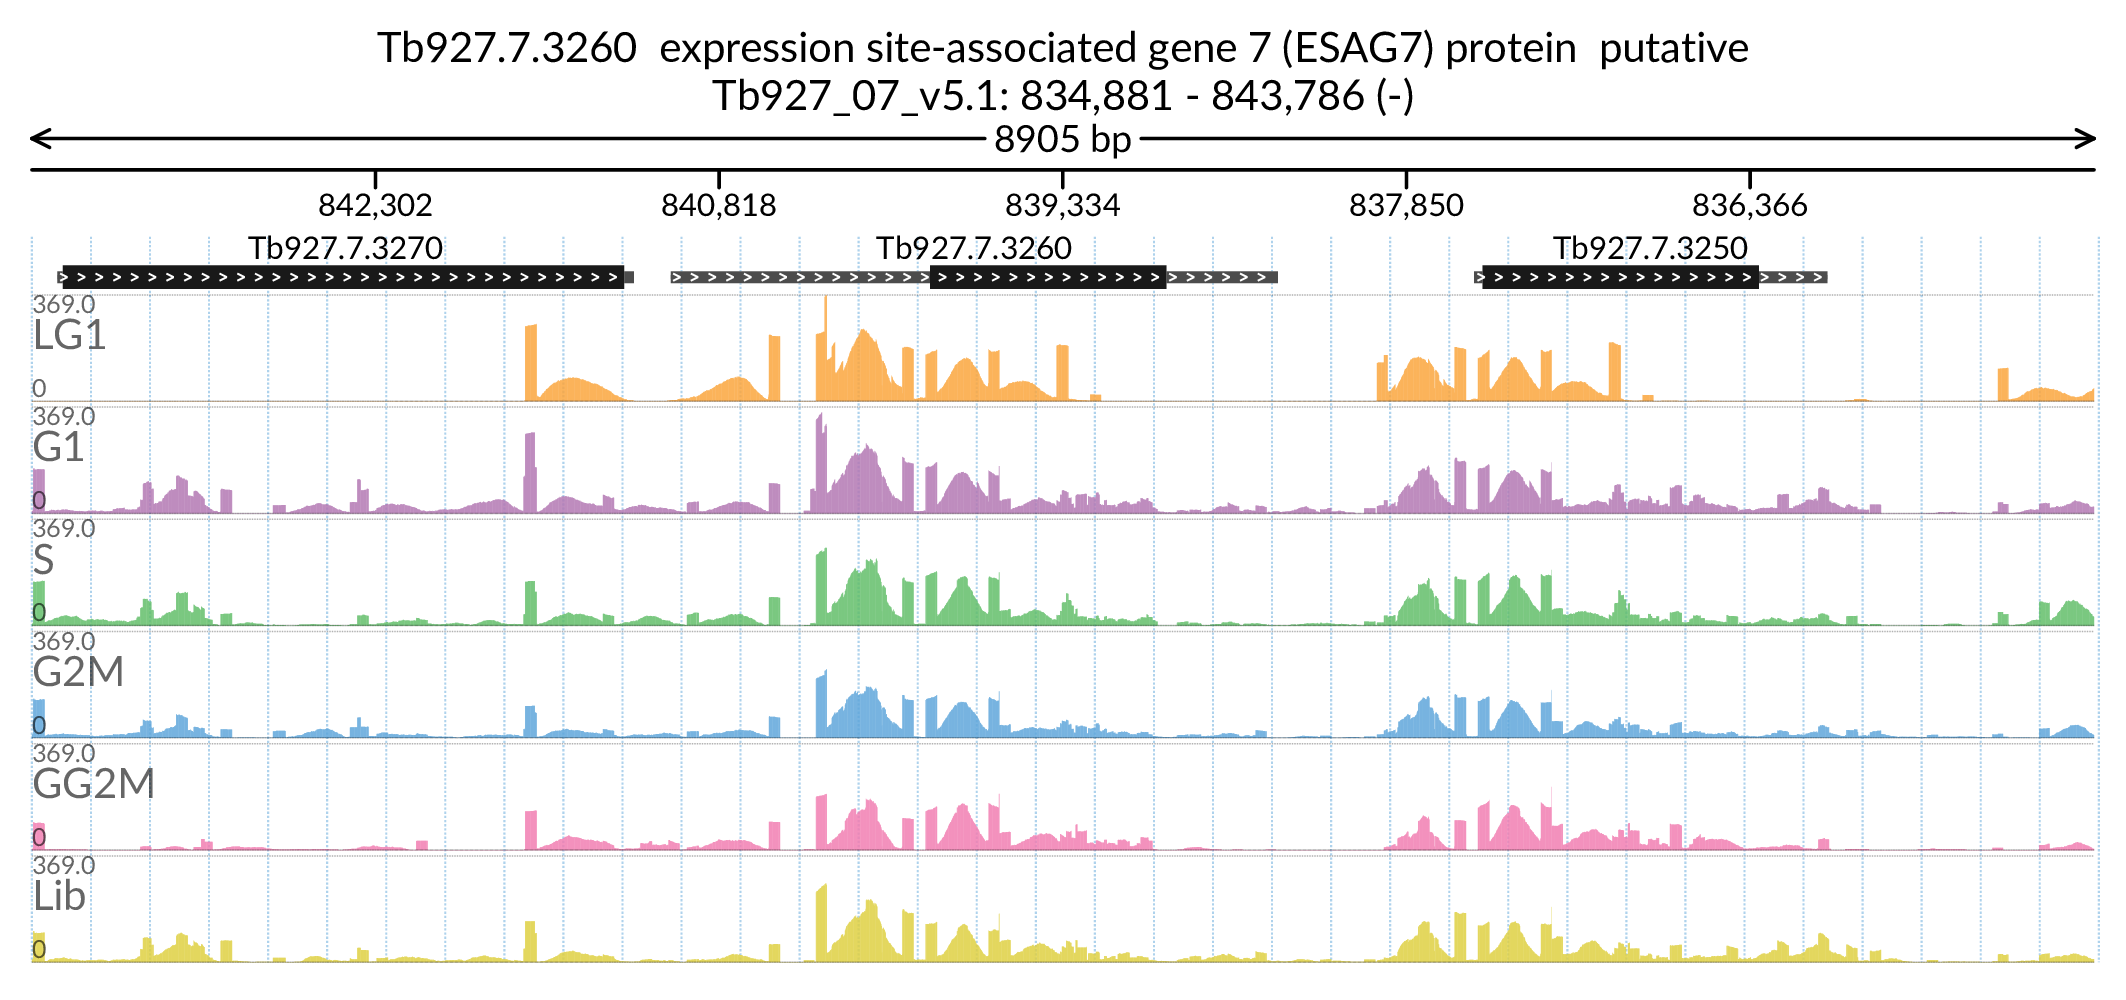 Tb927.7.3260  expression site-associated gene 7 (ESAG7) protein  putative
Tb927_07_v5.1: 834,881 - 843,786 (-)
8905 bp
842,302 840,818 839,334 837,850 836,366
Tb927.7.3270 Tb927.7.3260 Tb927.7.3250
369.0
LG1
0
369.0
G1
0
369.0
S
0
369.0
G2M
0
369.0
GG2M
0
369.0
Lib
0